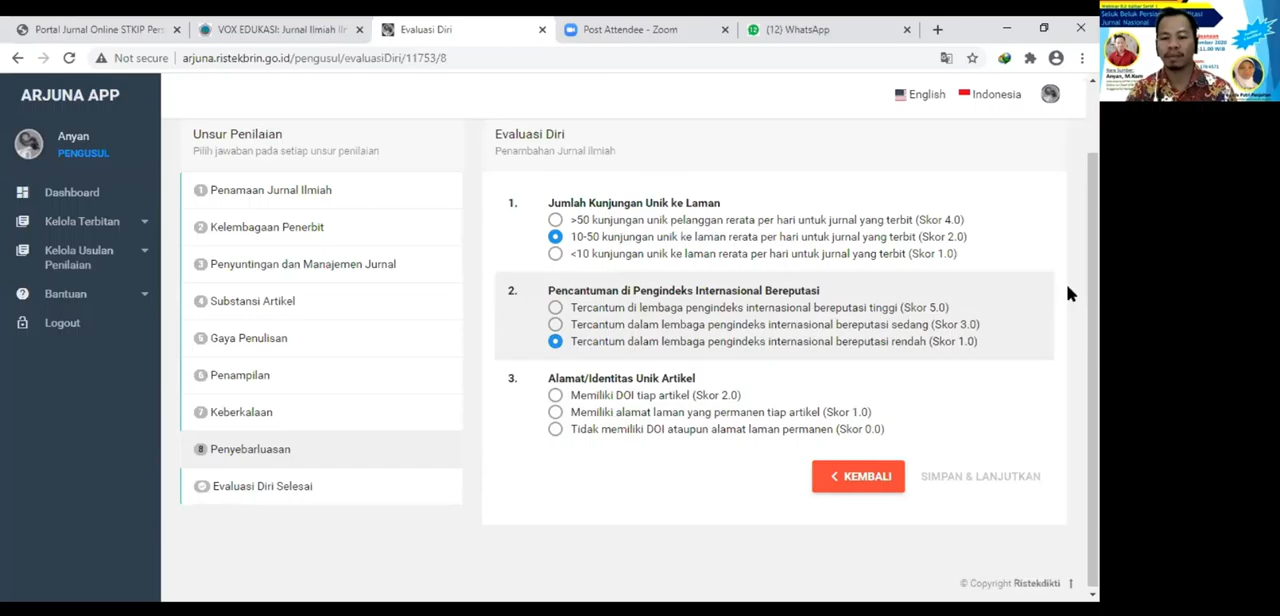 Portal Jurnal Online STKIP Pers
VOX EDUKASI: Jurnal Ilmiah Ilm
Evaluasi Diri
Post Attendee - Zoom
(12) WhatsApp
Not secure
arjuna.ristekbrin.go.id/pengusul/evaluasiDiri/11753/8
ARJUNA APP
English
Indonesia
Anyan
PENGUSUL
Dashboard
Kelola Terbitan
Kelola Usulan
Penilaian
Bantuan
Logout
Unsur Penilaian
Pilih jawaban pada setiap unsur penilaian
1 Penamaan Jurnal Ilmiah
2 Kelembagaan Penerbit
3 Penyuntingan dan Manajemen Jurnal
4 Substansi Artikel
5 Gaya Penulisan
6 Penampilan
7 Keberkalaan
8 Penyebarluasan
Evaluasi Diri Selesai
Evaluasi Diri
Penambahan Jurnal Ilmiah
1. Jumlah Kunjungan Unik ke Laman
>50 kunjungan unik pelanggan rerata per hari untuk jurnal yang terbit (Skor 4.0)
10-50 kunjungan unik ke laman rerata per hari untuk jurnal yang terbit (Skor 2.0)
<10 kunjungan unik ke laman rerata per hari untuk jurnal yang terbit (Skor 1.0)
2. Pencantuman di Pengindeks Internasional Bereputasi
Tercantum di lembaga pengindeks internasional bereputasi tinggi (Skor 5.0)
Tercantum dalam lembaga pengindeks internasional bereputasi sedang (Skor 3.0)
Tercantum dalam lembaga pengindeks internasional bereputasi rendah (Skor 1.0)
3. Alamat/Identitas Unik Artikel
Memiliki DOI tiap artikel (Skor 2.0)
Memiliki alamat laman yang permanen tiap artikel (Skor 1.0)
Tidak memiliki DOI ataupun alamat laman permanen (Skor 0.0)
KEMBALI
SIMPAN & LANJUTKAN
© Copyright Ristekdikti
Seluk Beluk
Jurnal Nasional
Anyan, M.Kom